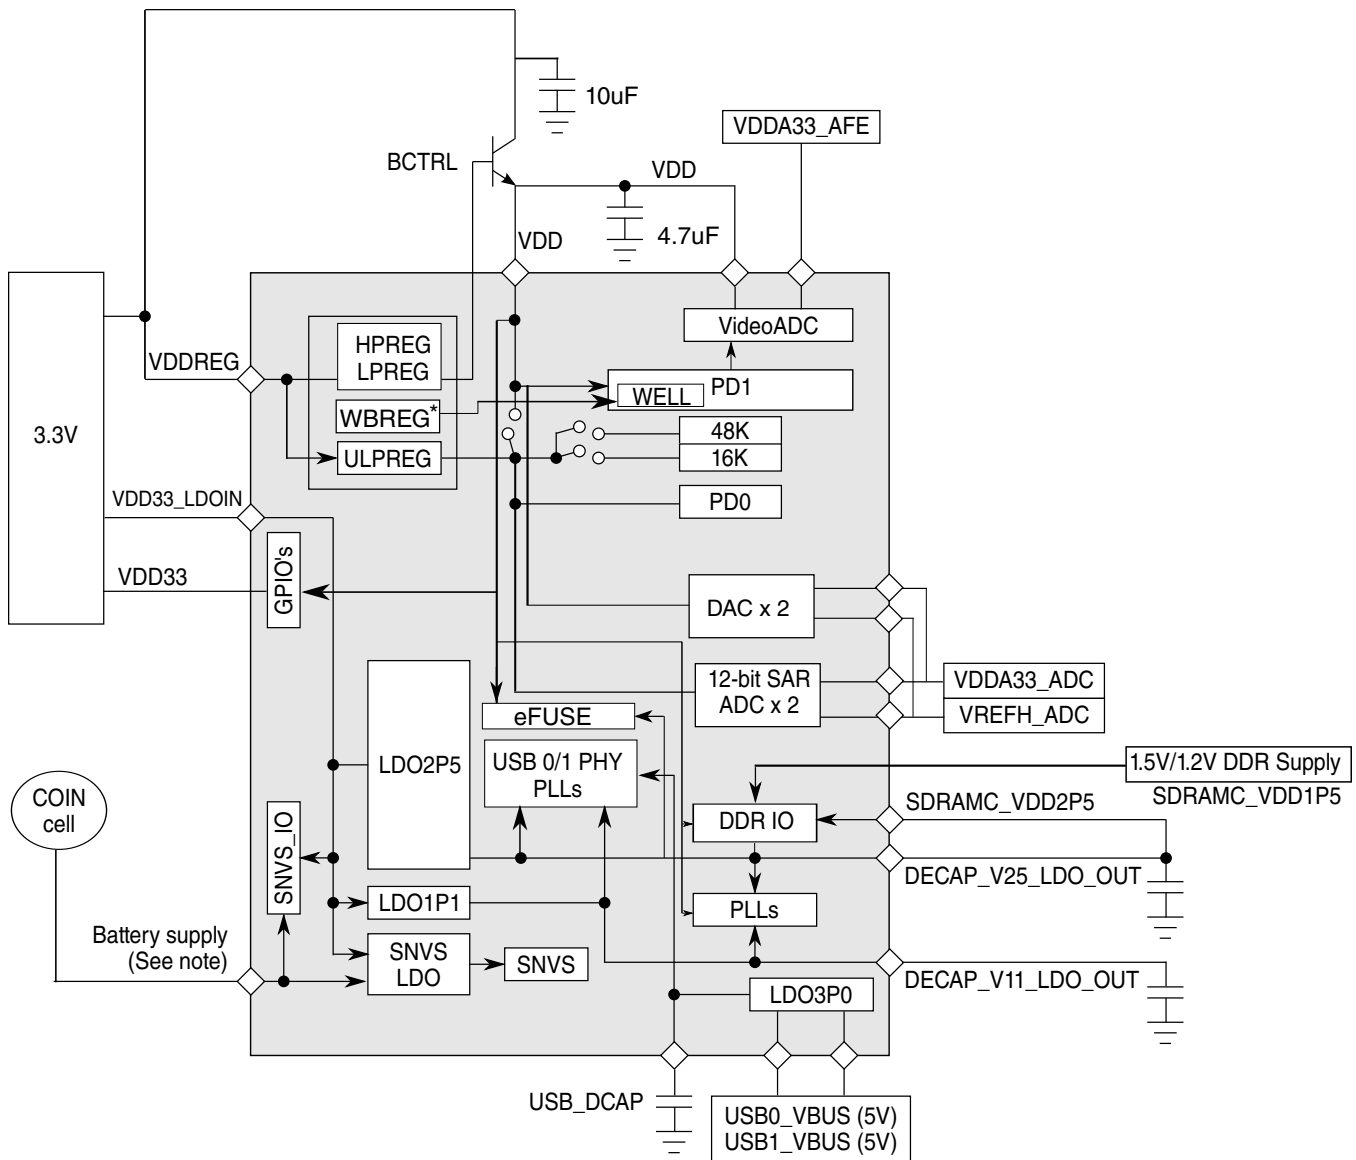 10uF
BCTRL
VDDA33_AFE
VDD
4.7uF
VDD
3.3V
VDDREG
HPREG
LPREG
WBREG*
ULPREG
VideoADC
PD1
WELL
48K
16K
PD0
VDD33_LDOIN
VDD33
GPIO's
DAC x 2
12-bit SAR
ADC x 2
VDDA33_ADC
VREFH_ADC
eFUSE
LDO2P5
USB 0/1 PHY
PLLs
1.5V/1.2V DDR Supply
SDRAMC_VDD1P5
SDRAMC_VDD2P5
DDR IO
COIN
cell
SNVS_IO
DECAP_V25_LDO_OUT
LDO1P1
PLLs
Battery supply
(See note)
SNVS
LDO
SNVS
DECAP_V11_LDO_OUT
LDO3P0
USB_DCAP
USB0_VBUS (5V)
USB1_VBUS (5V)